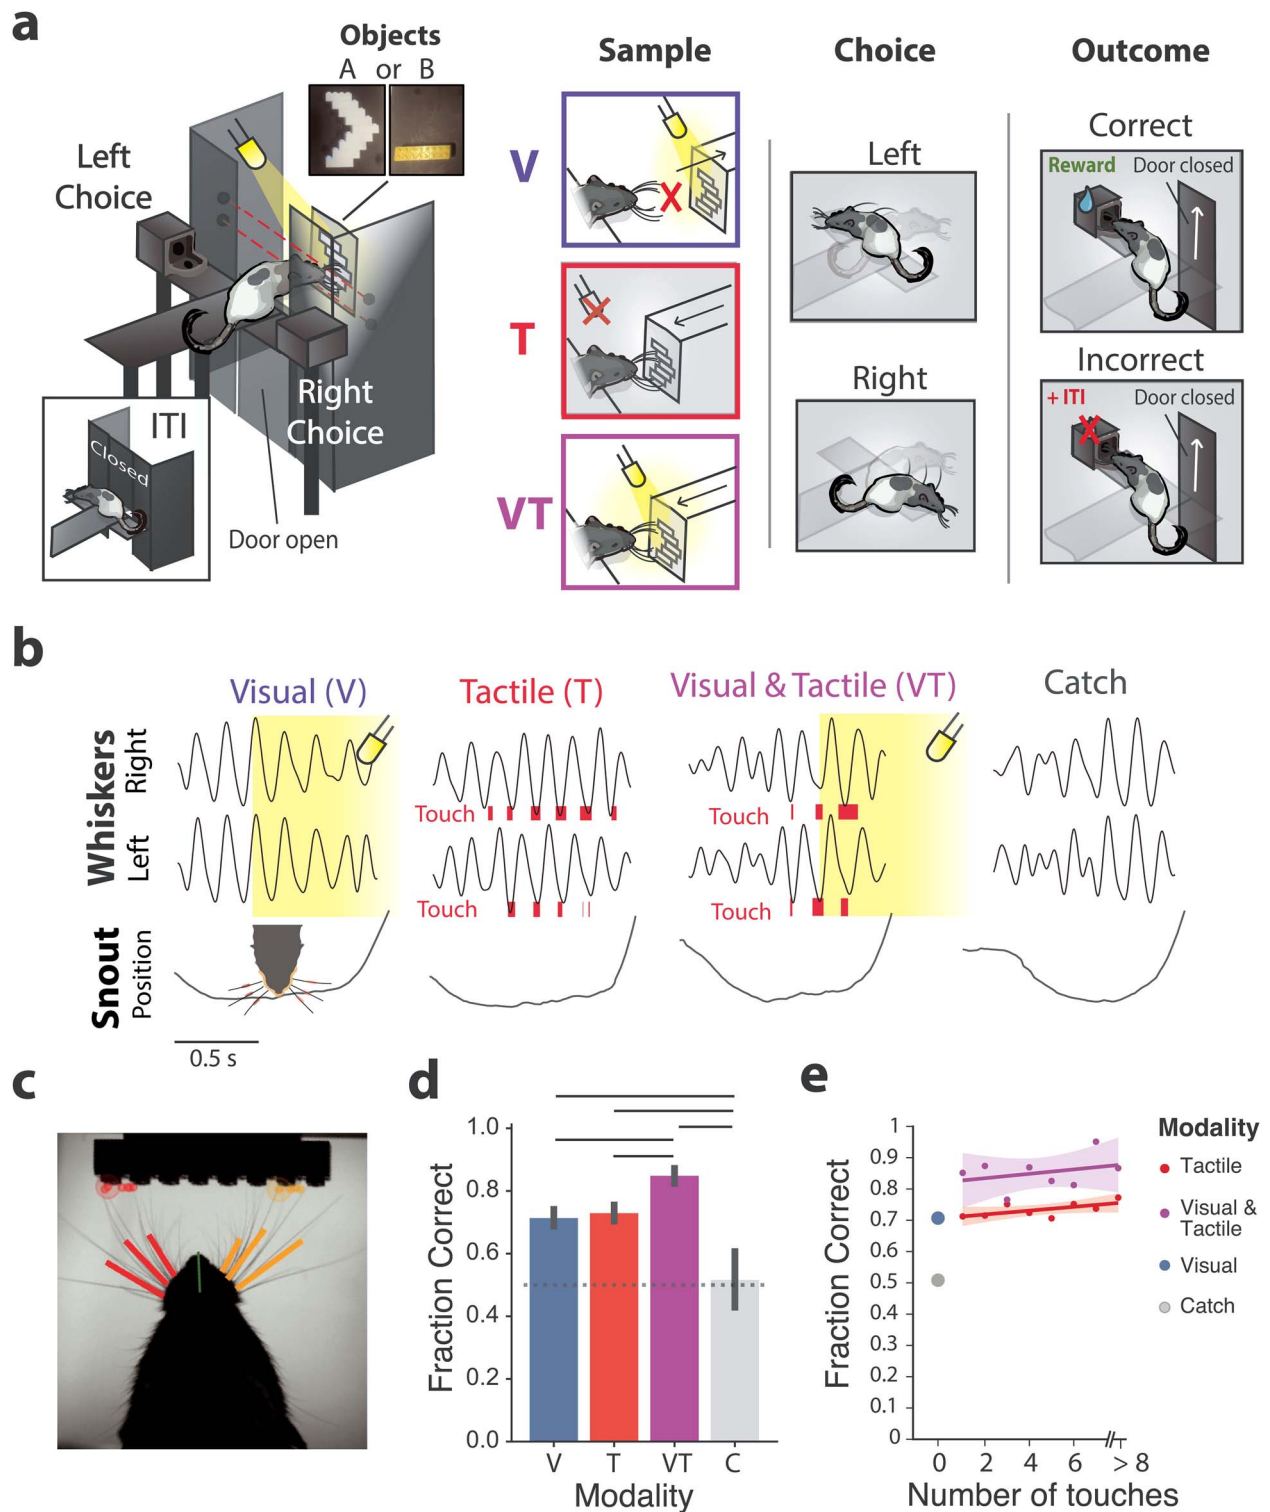 a
Objects
A or B
Left
Choice
Right
Choice
ITI
Closed
Door open
Sample
V
T
VT
Choice
Left
Right
Outcome
Correct
Reward
Door closed
Incorrect
+ ITI
Door closed
b
Visual (V)
Tactile (T)
Visual & Tactile (VT)
Catch
Whiskers
Right
Left
Touch
Touch
Touch
Touch
Snout
Position
0.5 s
c
d
Fraction Correct
1.0
0.8
0.6
0.4
0.2
0.0
V T VT C
Modality
e
Fraction Correct
1
0.9
0.8
0.7
0.6
0.5
0.4
0.3
0.2
0.1
0
0 2 4 6 > 8
Number of touches
Modality
Tactile
Visual &
Tactile
Visual
Catch